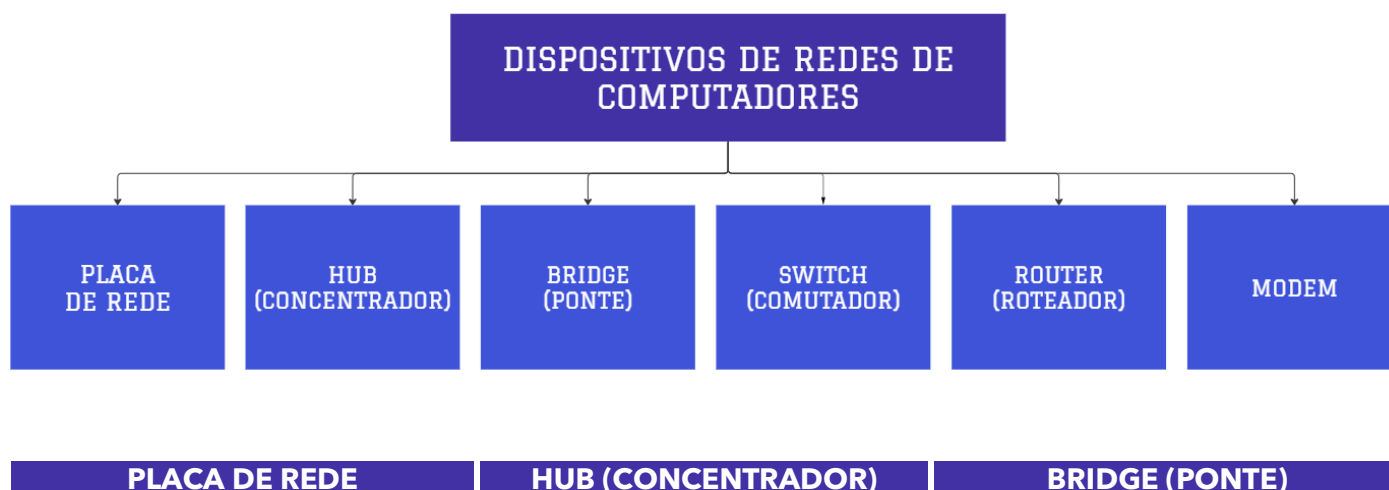 DISPOSITIVOS DE REDES DE
COMPUTADORES
PLACA
DE REDE
HUB
(CONCENTRADOR)
BRIDGE
(PONTE)
SWITCH
(COMUTADOR)
ROUTER
(ROTEADOR)
MODEM
PLACA DE REDE
HUB (CONCENTRADOR)
BRIDGE (PONTE)